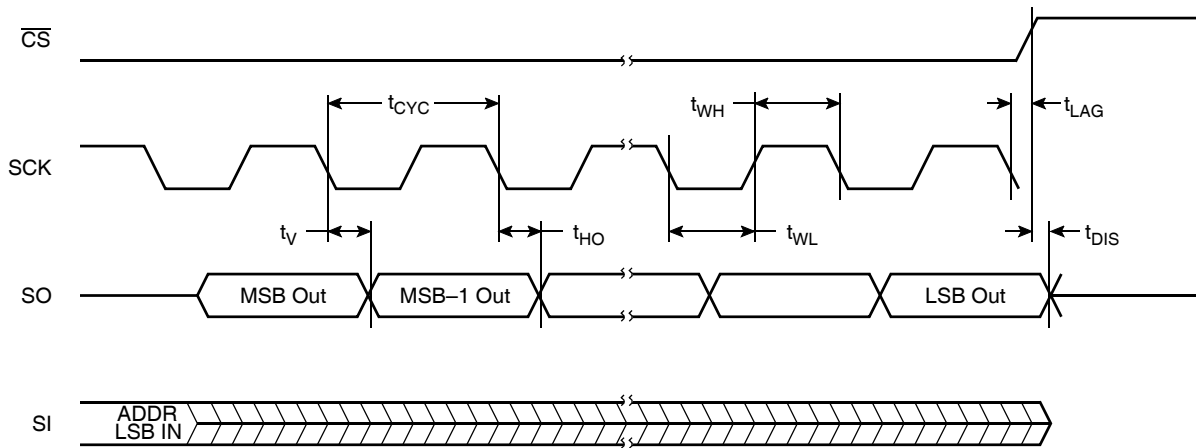 CS
tCYC
tWH
tLAG
SCK
tV
tHO
tWL
tDIS
SO
MSB Out
MSB–1 Out
LSB Out
SI
ADDR
LSB IN